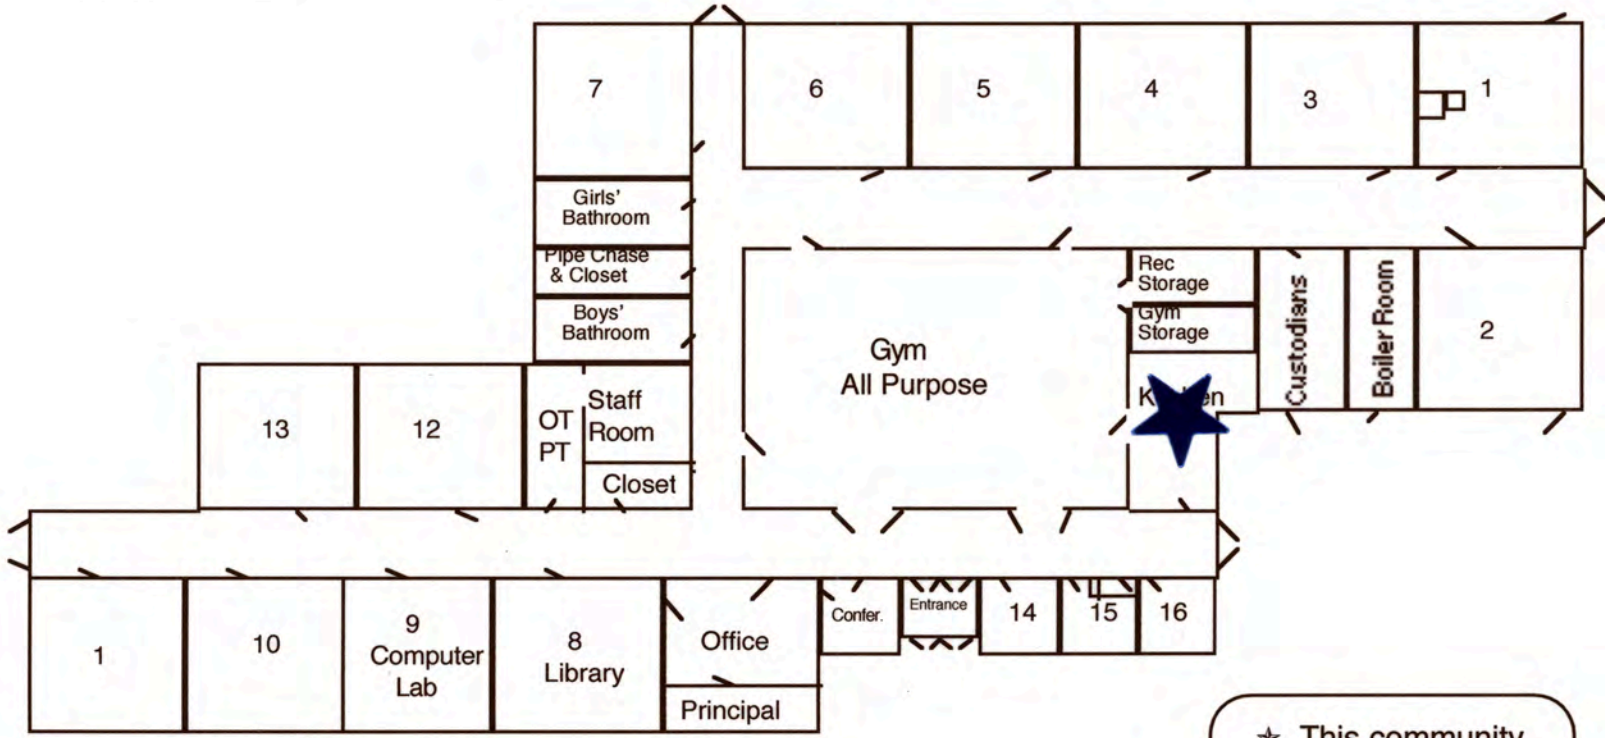 7
6
5
4
3
1
Girls'
Bathroom
Pipe Chase
& Closet
Boys'
Bathroom
Rec
Storage
Gym
Storage
Custodians
Boiler Room
2
Gym
All Purpose
13
12
OT
PT
Staff
Room
Closet
1
10
9
Computer
Lab
8
Library
Office
Principal
Confer.
Entrance
14
15
16
This community